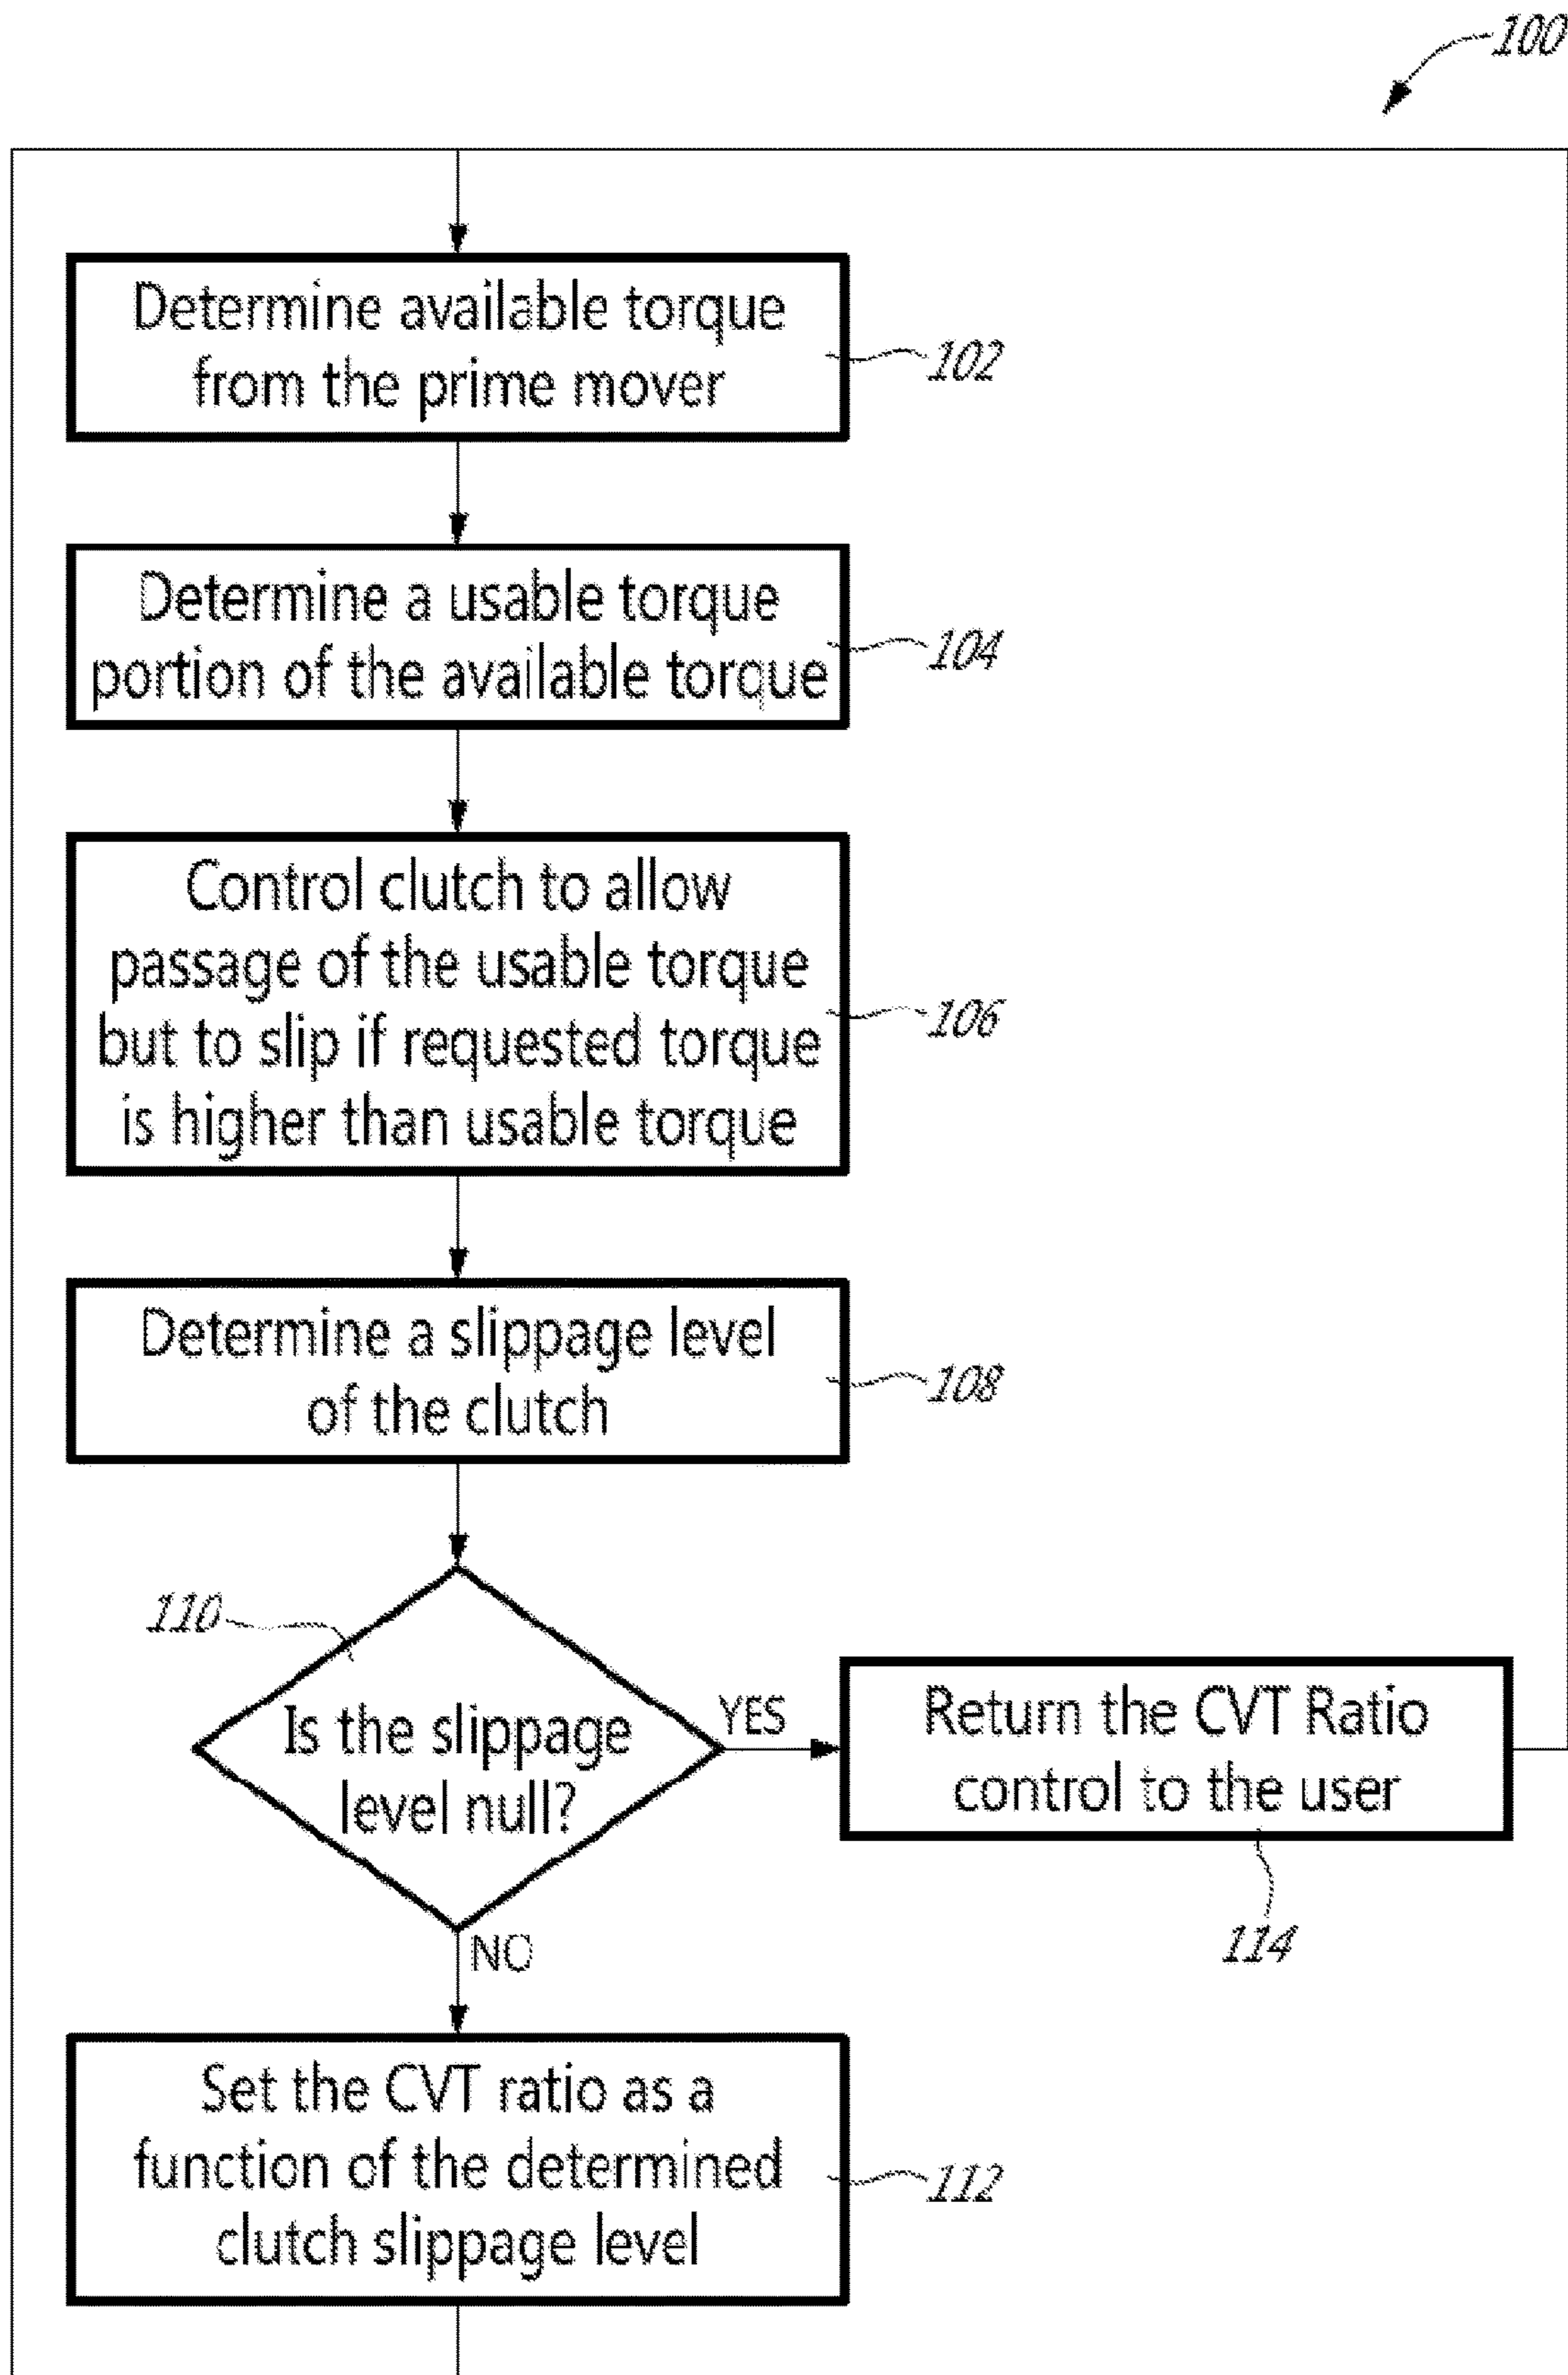 100
Determine available torque
from the prime mover
102
Determine a usable torque
portion of the available torque
104
Control clutch to allow
passage of the usable torque
but to slip if requested torque
is higher than usable torque
106
Determine a slippage level
of the clutch
108
110
Is the slippage
level null?
YES
Return the CVT Ratio
control to the user
114
NO
Set the CVT ratio as a
function of the determined
clutch slippage level
112